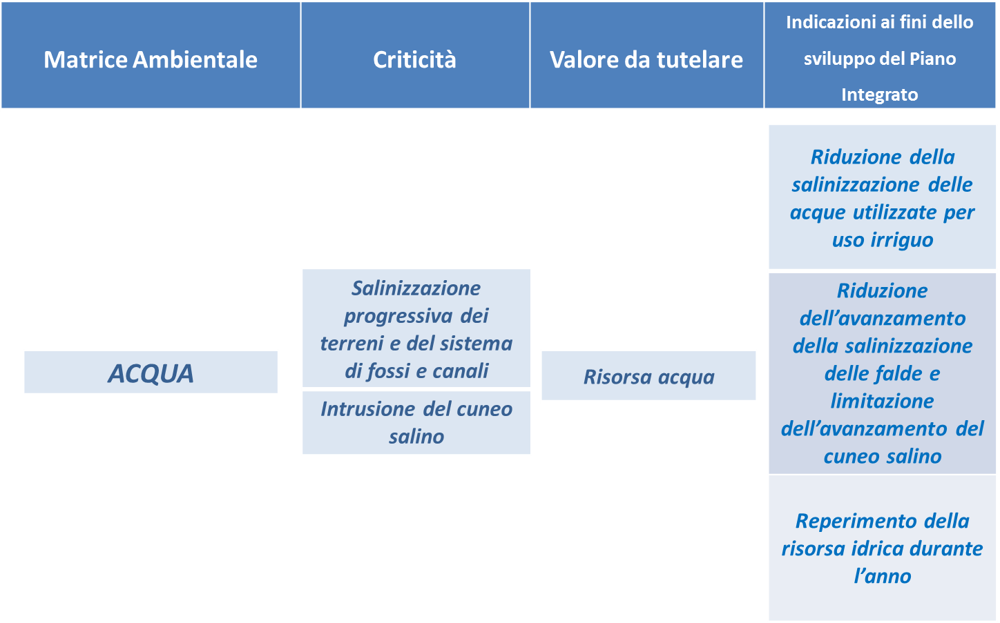 Matrice Ambientale
Criticità
Valore da tutelare
Indicazioni ai fini dello
sviluppo del Piano
Integrato
ACQUA
Salinizzazione
progressiva dei
terreni e del sistema
di fossi e canali
Intrusione del cuneo
salino
Risorsa acqua
Riduzione della
salinizzazione delle
acque utilizzate per
uso irriguo
Riduzione
dell’avanzamento
della salinizzazione
delle falde e
limitazione
dell’avanzamento del
cuneo salino
Reperimento della
risorsa idrica durante
l’anno